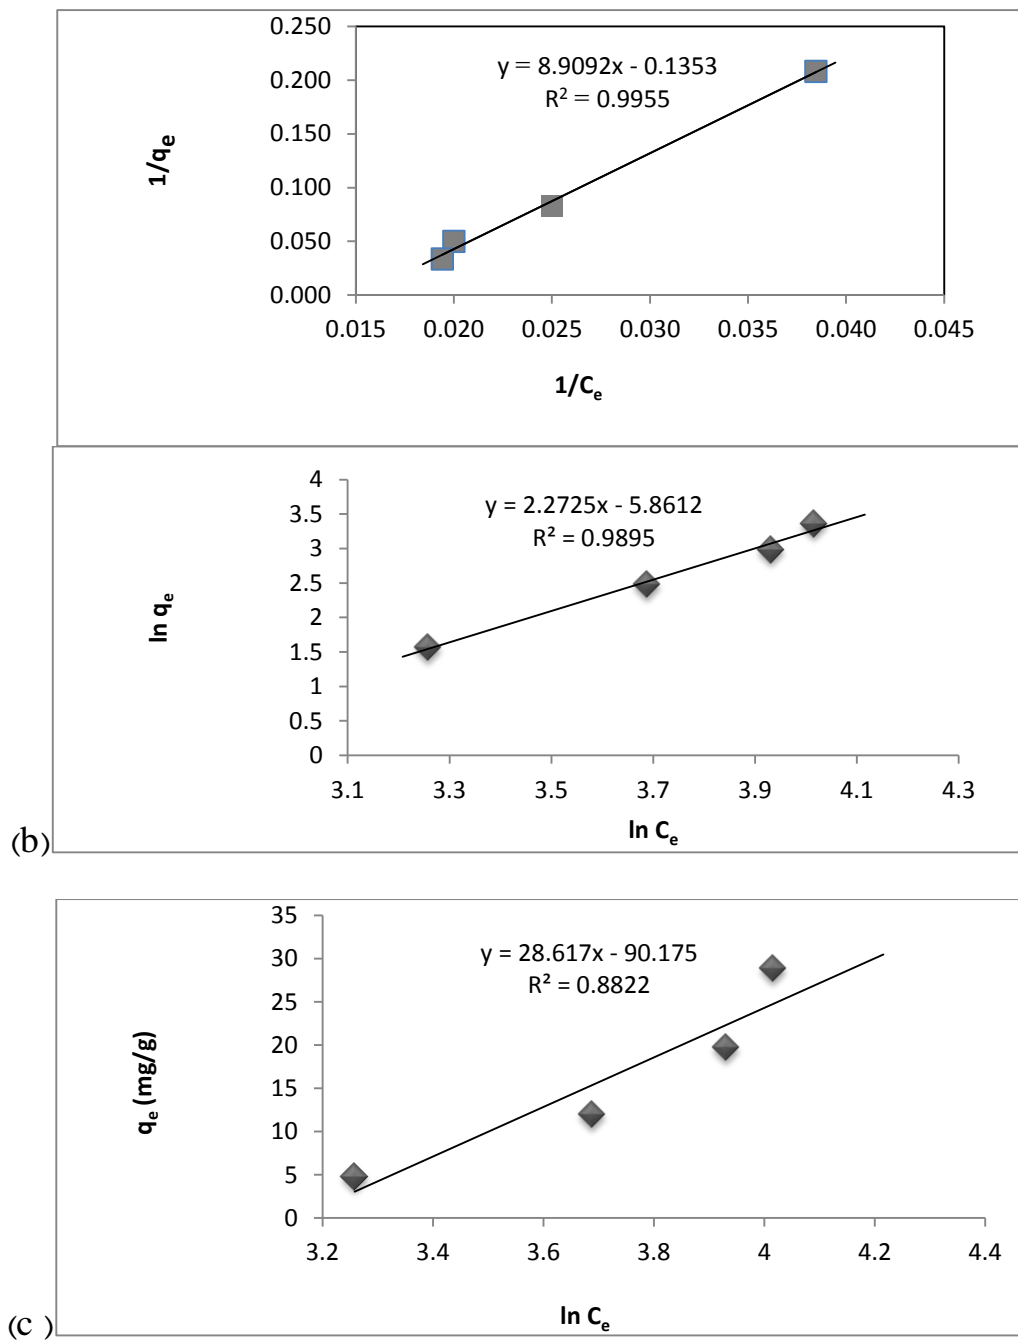 0.250
0.200
0.150
0.100
0.050
0.000
1/qe
y = 8.9092x - 0.1353
R² = 0.9955
0.015 0.020 0.025 0.030 0.035 0.040 0.045
1/Ce
4
3.5
3
2.5
2
1.5
1
0.5
0
ln qe
y = 2.2725x - 5.8612
R² = 0.9895
3.1 3.3 3.5 3.7 3.9 4.1 4.3
ln Ce
(b)
35
30
25
20
15
10
5
0
qe (mg/g)
y = 28.617x - 90.175
R² = 0.8822
3.2 3.4 3.6 3.8 4 4.2 4.4
ln Ce
(c )